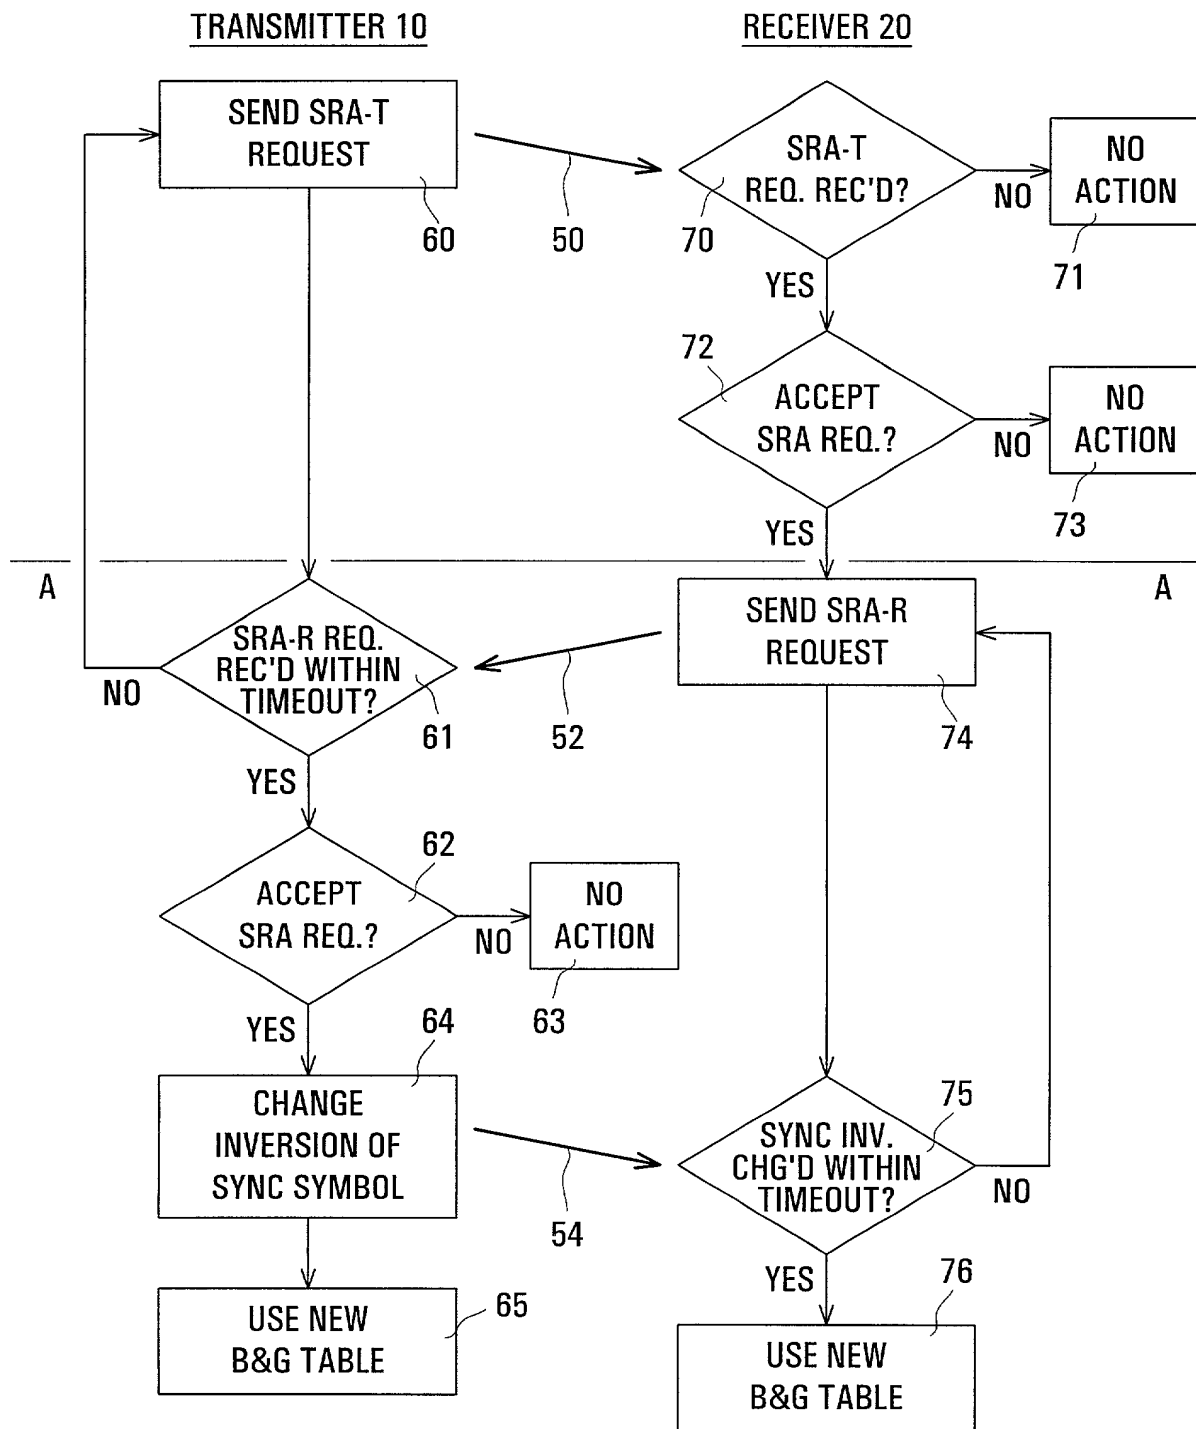 TRANSMITTER 10
RECEIVER 20
SEND SRA-T
REQUEST
60
50
SRA-T
REQ. REC'D?
70
NO
NO
ACTION
71
YES
72
ACCEPT
SRA REQ.?
NO
NO
ACTION
73
YES
A
A
SRA-R REQ.
REC'D WITHIN
TIMEOUT?
NO
61
52
SEND SRA-R
REQUEST
74
YES
62
ACCEPT
SRA REQ.?
NO
NO
ACTION
63
YES
64
CHANGE
INVERSION OF
SYNC SYMBOL
54
75
SYNC INV.
CHG'D WITHIN
TIMEOUT?
NO
YES
76
USE NEW
B&G TABLE
65
USE NEW
B&G TABLE